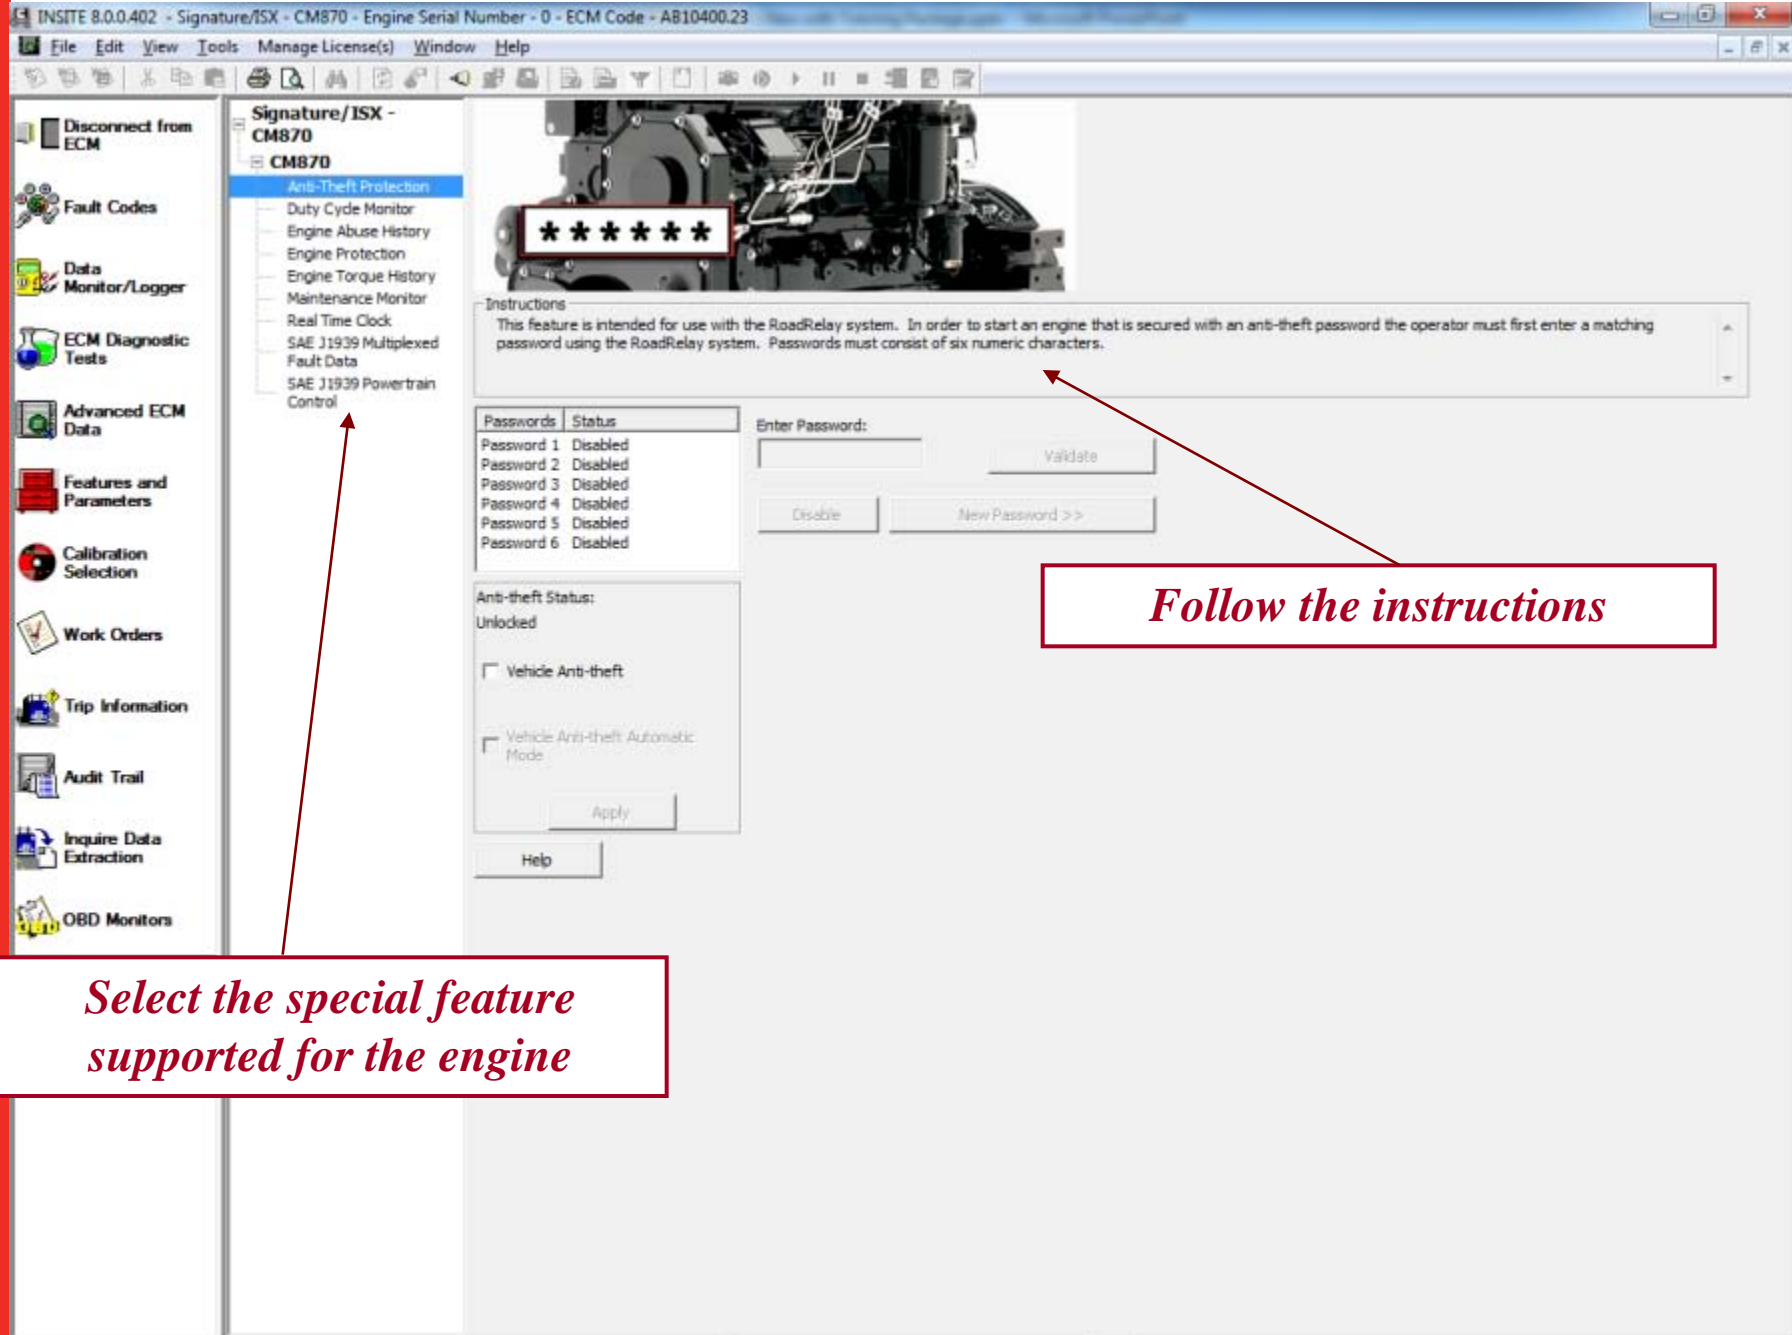 INSITE 8.0.0.402 - Signature/ISX - CM870 - Engine Serial Number - 0 - ECM Code - AB10400.23
File Edit View Tools Manage License(s) Window Help
Disconnect from
ECM
Fault Codes
Data
Monitor/Logger
ECM Diagnostic
Tests
Advanced ECM
Data
Features and
Parameters
Calibration
Selection
Work Orders
Trip Information
Audit Trail
Inquire Data
Extraction
OBD Monitors
Signature/ISX -
CM870
CM870
Anti-Theft Protection
Duty Cycle Monitor
Engine Abuse History
Engine Protection
Engine Torque History
Maintenance Monitor
Real Time Clock
SAE J1939 Multiplexed
Fault Data
SAE J1939 Powertrain
Control
******
Instructions
This feature is intended for use with the RoadRelay system. In order to start an engine that is secured with an anti-theft password the operator must first enter a matching
password using the RoadRelay system. Passwords must consist of six numeric characters.
Passwords Status
Password 1 Disabled
Password 2 Disabled
Password 3 Disabled
Password 4 Disabled
Password 5 Disabled
Password 6 Disabled
Enter Password:
Validate
Disable New Password >>
Anti-theft Status:
Unlocked
Vehicle Anti-theft
Vehicle Anti-theft Automatic
Mode
Apply
Help
Follow the instructions
Select the special feature
supported for the engine